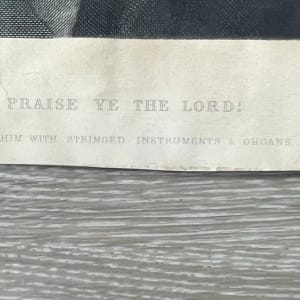 PRAISE YE THE LORD:
HIM WITH STRINGED INSTRUMENTS & ORGANS